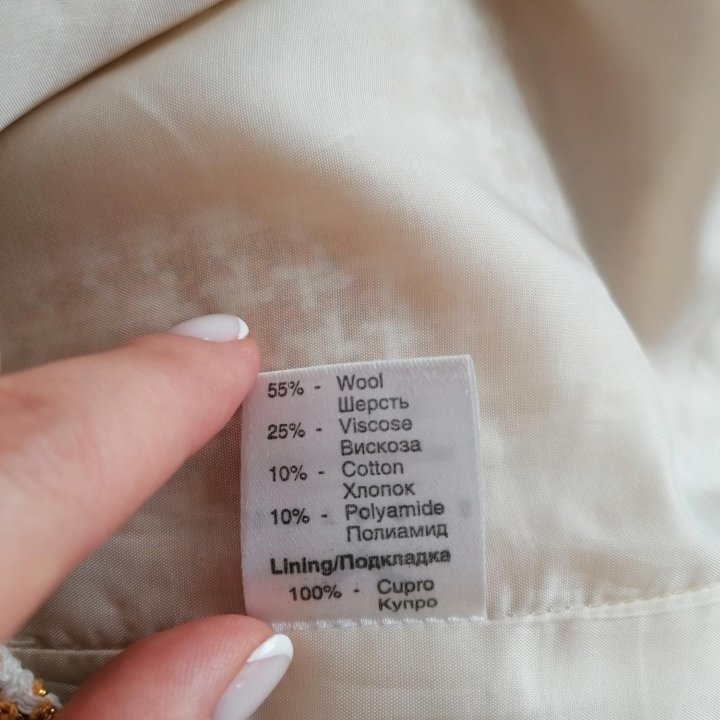 55% - Wool
Шерсть
25% - Viscose
Вискоза
10% - Cotton
Хлопок
10% - Polyamide
Полиамид
Lining/Подкладка
100% - Cupro
Купро